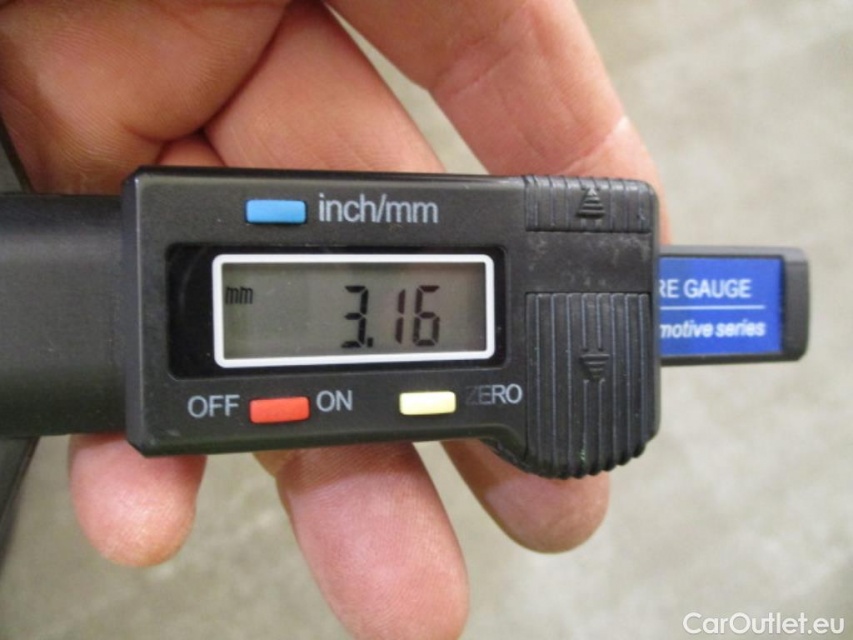 inch/mm
mm 3.16
RE GAUGE
motive series
OFF ON ZERO
CarOutlet.eu